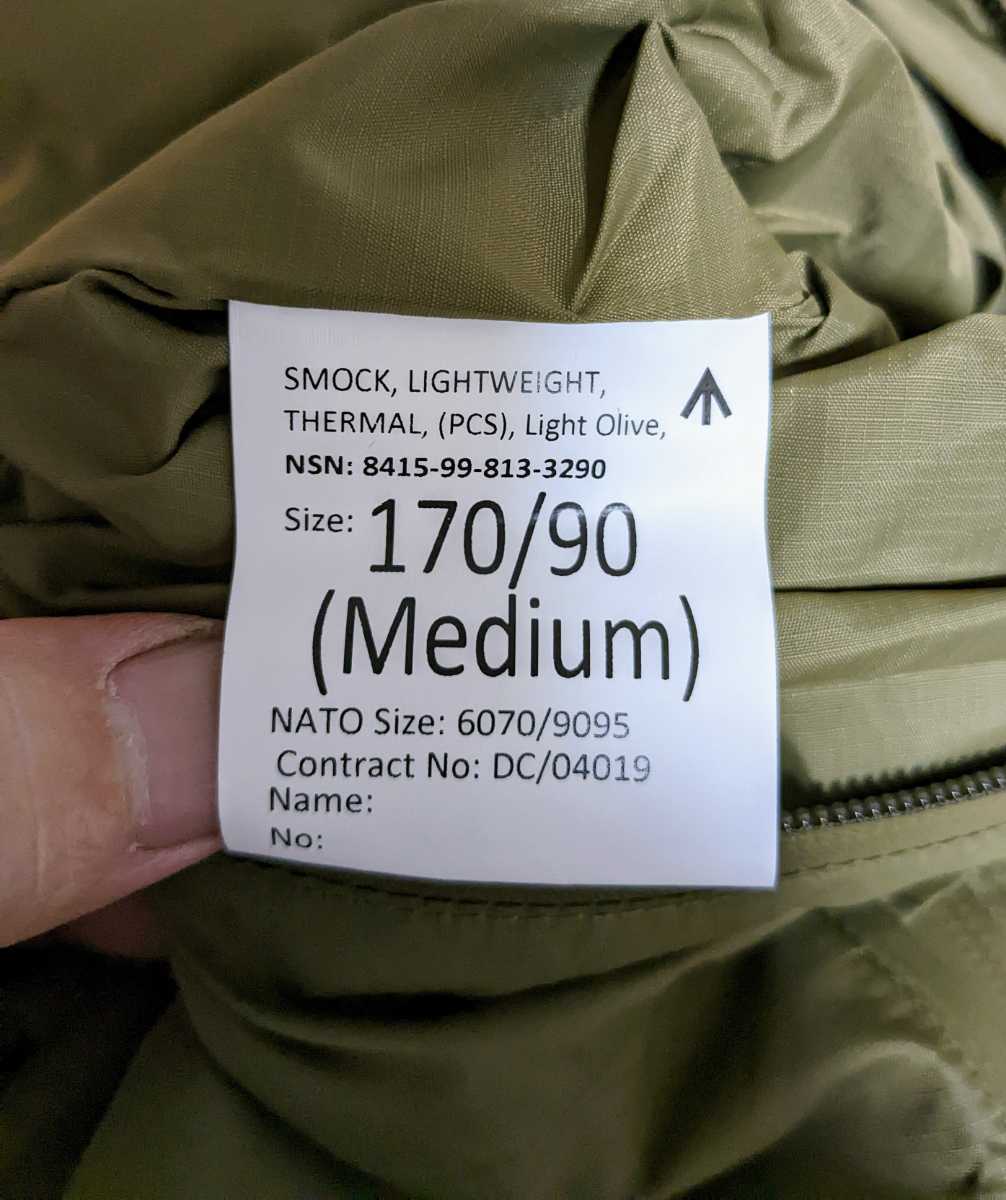 SMOCK, LIGHTWEIGHT,
THERMAL, (PCS), Light Olive,
NSN: 8415-99-813-3290
Size: 170/90
(Medium)
NATO Size: 6070/9095
Contract No: DC/04019
Name:
No: